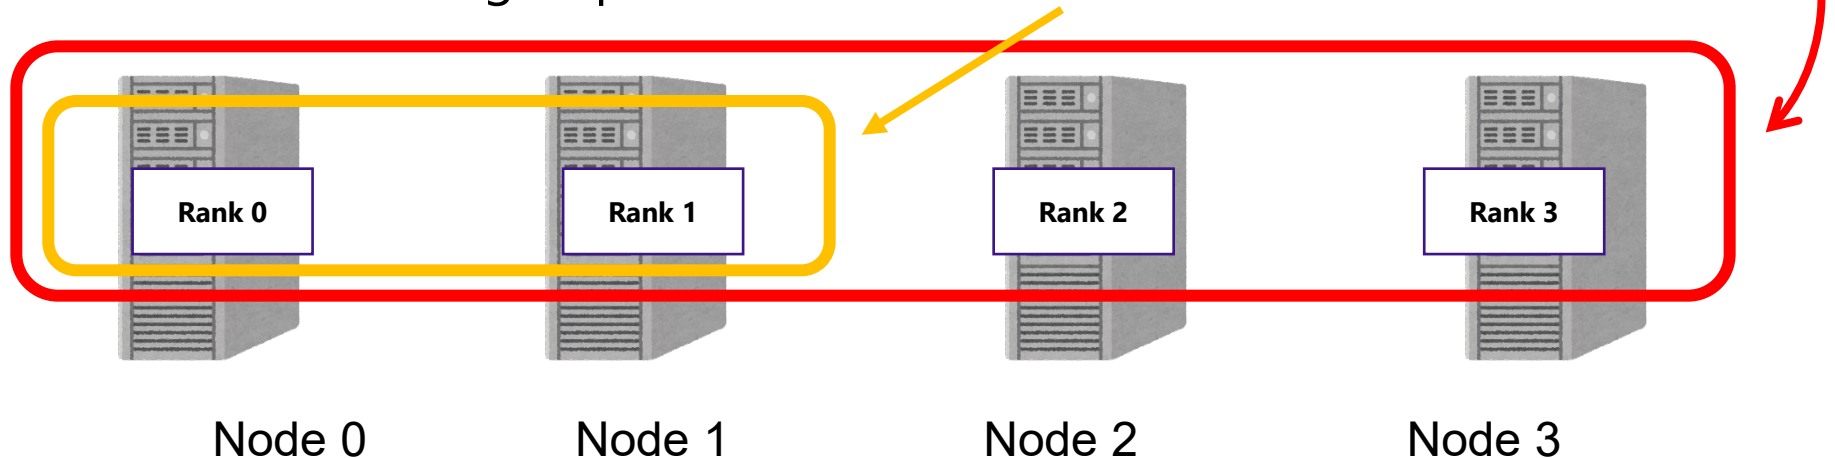 Rank 0
Rank 1
Rank 2
Rank 3
Node 0
Node 1
Node 2
Node 3